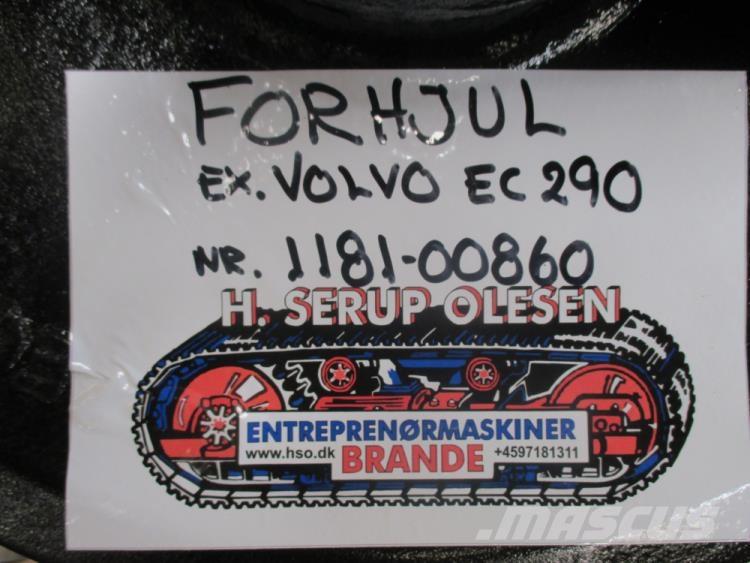 FORHJUL
EX. VOLVO EC 290
NR. 1181-00860
H. SERUP OLESEN
ENTREPRENØRMASKINER
www.hso.dk BRANDE +4597181311
mascus